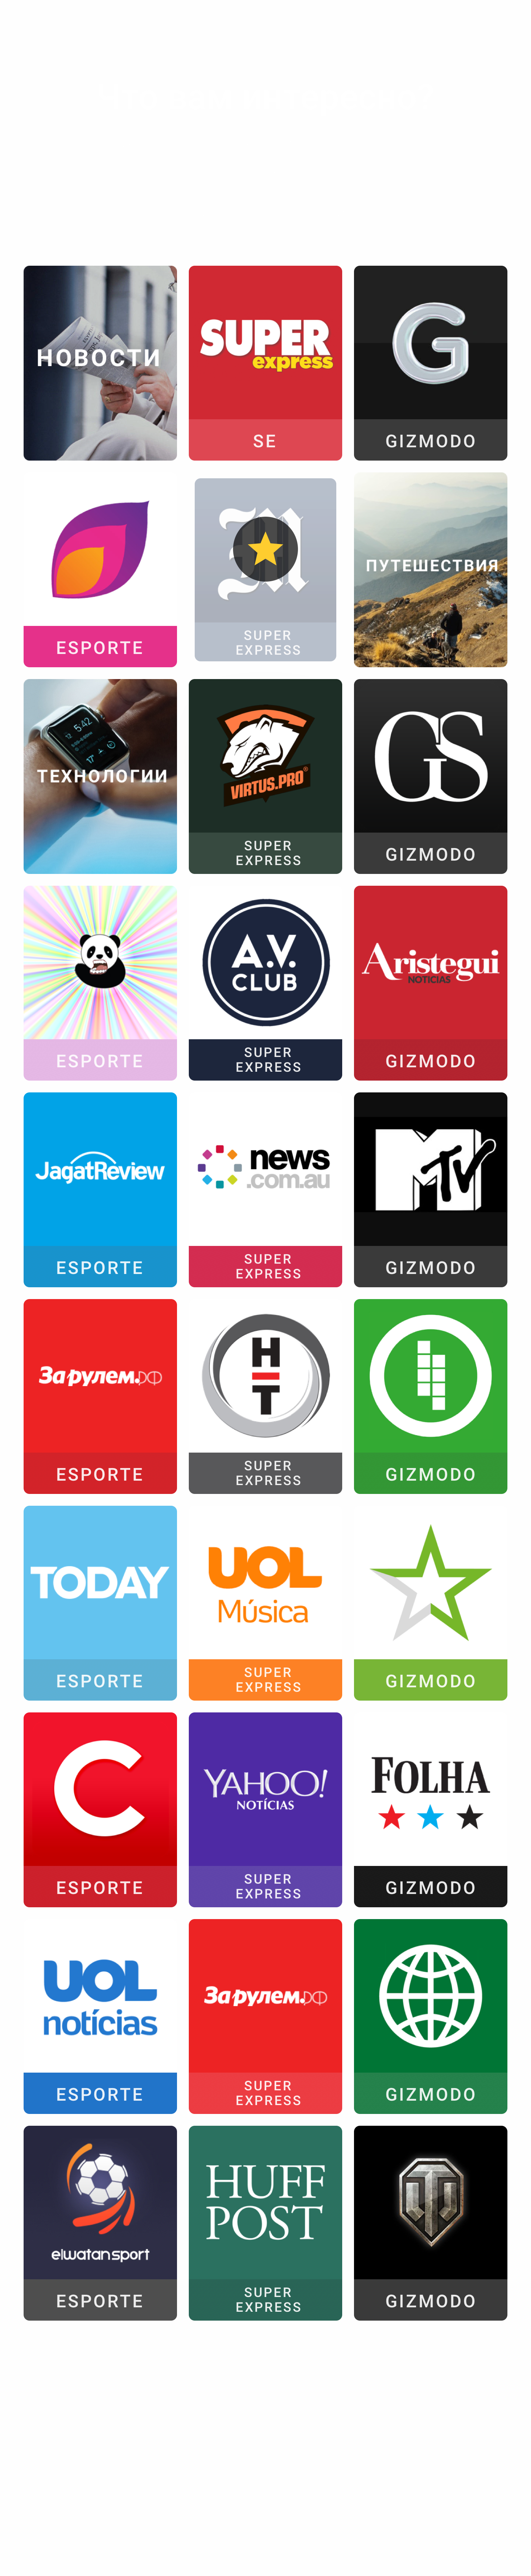 НОВОСТИ
SUPER
express
SE
G
GIZMODO
ESPORTE
M
SUPER
EXPRESS
ПУТЕШЕСТВИЯ
ТЕХНОЛОГИИ
5:42
17°
VIRTUS.PRO
SUPER
EXPRESS
GS
GIZMODO
ESPORTE
A.V.
CLUB
SUPER
EXPRESS
Aristegui
NOTICIAS
GIZMODO
JagatReview
ESPORTE
news
.com.au
SUPER
EXPRESS
MTV
GIZMODO
За рулем.РФ
ESPORTE
Н
Т
SUPER
EXPRESS
GIZMODO
TODAY
ESPORTE
UOL
Música
SUPER
EXPRESS
GIZMODO
C
ESPORTE
YAHOO!
NOTÍCIAS
SUPER
EXPRESS
FOLHA
GIZMODO
UOL
notícias
ESPORTE
За рулем.РФ
SUPER
EXPRESS
GIZMODO
elwatansport
ESPORTE
HUFF
POST
SUPER
EXPRESS
GIZMODO